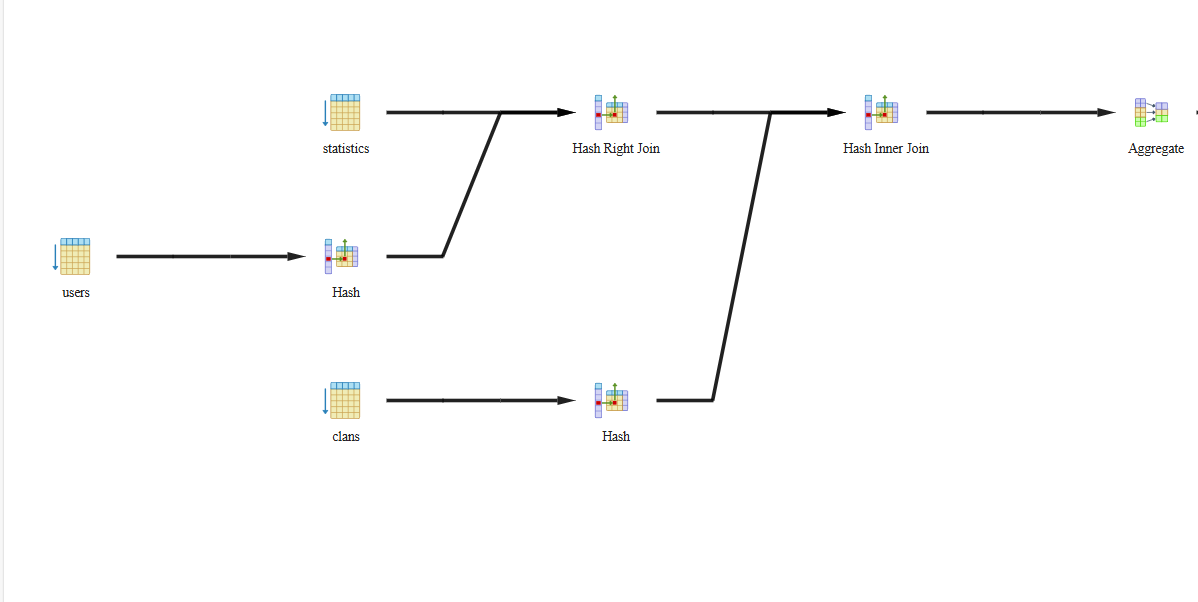 statistics
Hash Right Join
Hash Inner Join
Aggregate
users
Hash
clans
Hash